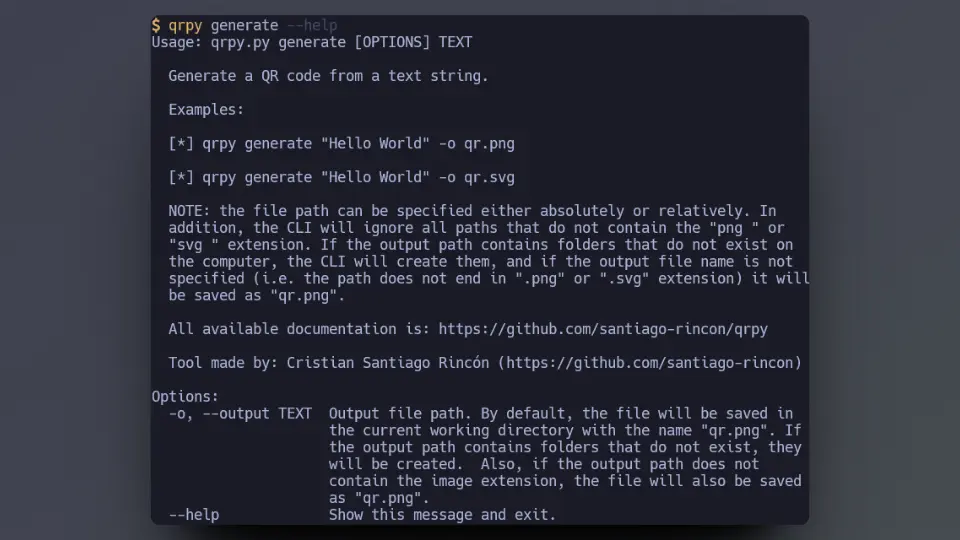 $ qrpy generate --help
Usage: qrpy.py generate [OPTIONS] TEXT
Generate a QR code from a text string.
Examples:
[*] qrpy generate "Hello World" -o qr.png
[*] qrpy generate "Hello World" -o qr.svg
NOTE: the file path can be specified either absolutely or relatively. In
addition, the CLI will ignore all paths that do not contain the "png " or
"svg " extension. If the output path contains folders that do not exist on
the computer, the CLI will create them, and if the output file name is not
specified (i.e. the path does not end in ".png" or ".svg" extension) it will
be saved as "qr.png".
All available documentation is: https://github.com/santiago-rincon/qrpy
Tool made by: Cristian Santiago Rincón (https://github.com/santiago-rincon)
Options:
-o, --output TEXT  Output file path. By default, the file will be saved in
the current working directory with the name "qr.png". If
the output path contains folders that do not exist, they
will be created.  Also, if the output path does not
contain the image extension, the file will also be saved
as "qr.png".
--help             Show this message and exit.